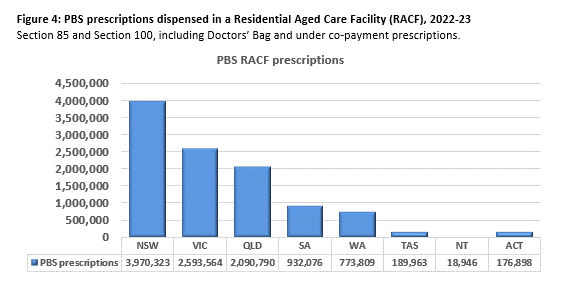 Figure 4: PBS prescriptions dispensed in a Residential Aged Care Facility (RACF), 2022-23
Section 85 and Section 100, including Doctors' Bag and under co-payment prescriptions.
PBS RACF prescriptions
4,500,000
4,000,000
3,500,000
3,000,000
2,500,000
2,000,000
1,500,000
1,000,000
500,000
0
NSW VIC QLD SA WA TAS NT ACT
PBS prescriptions 3,970,323 2,593,564 2,090,790 932,076 773,809 189,963 18,946 176,898